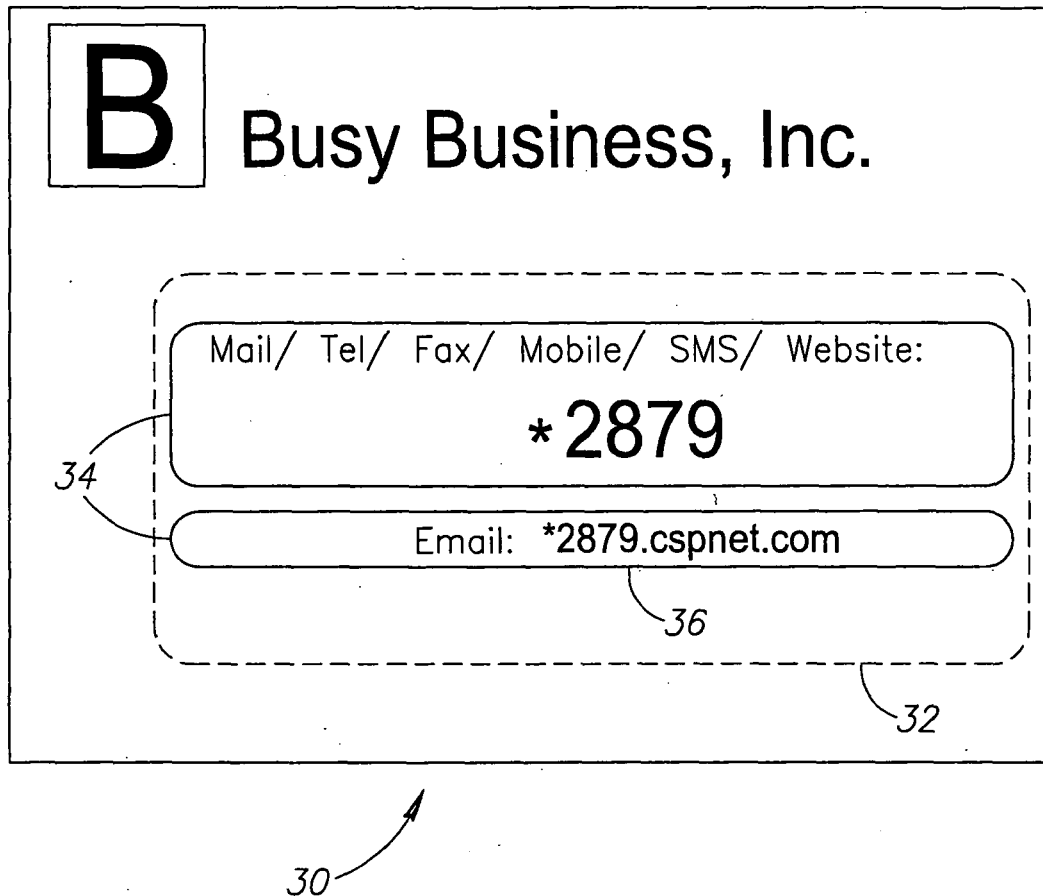 B
Busy Business, Inc.
Mail/ Tel/ Fax/ Mobile/ SMS/ Website:
*2879
34
Email: *2879.cspnet.com
36
32
30